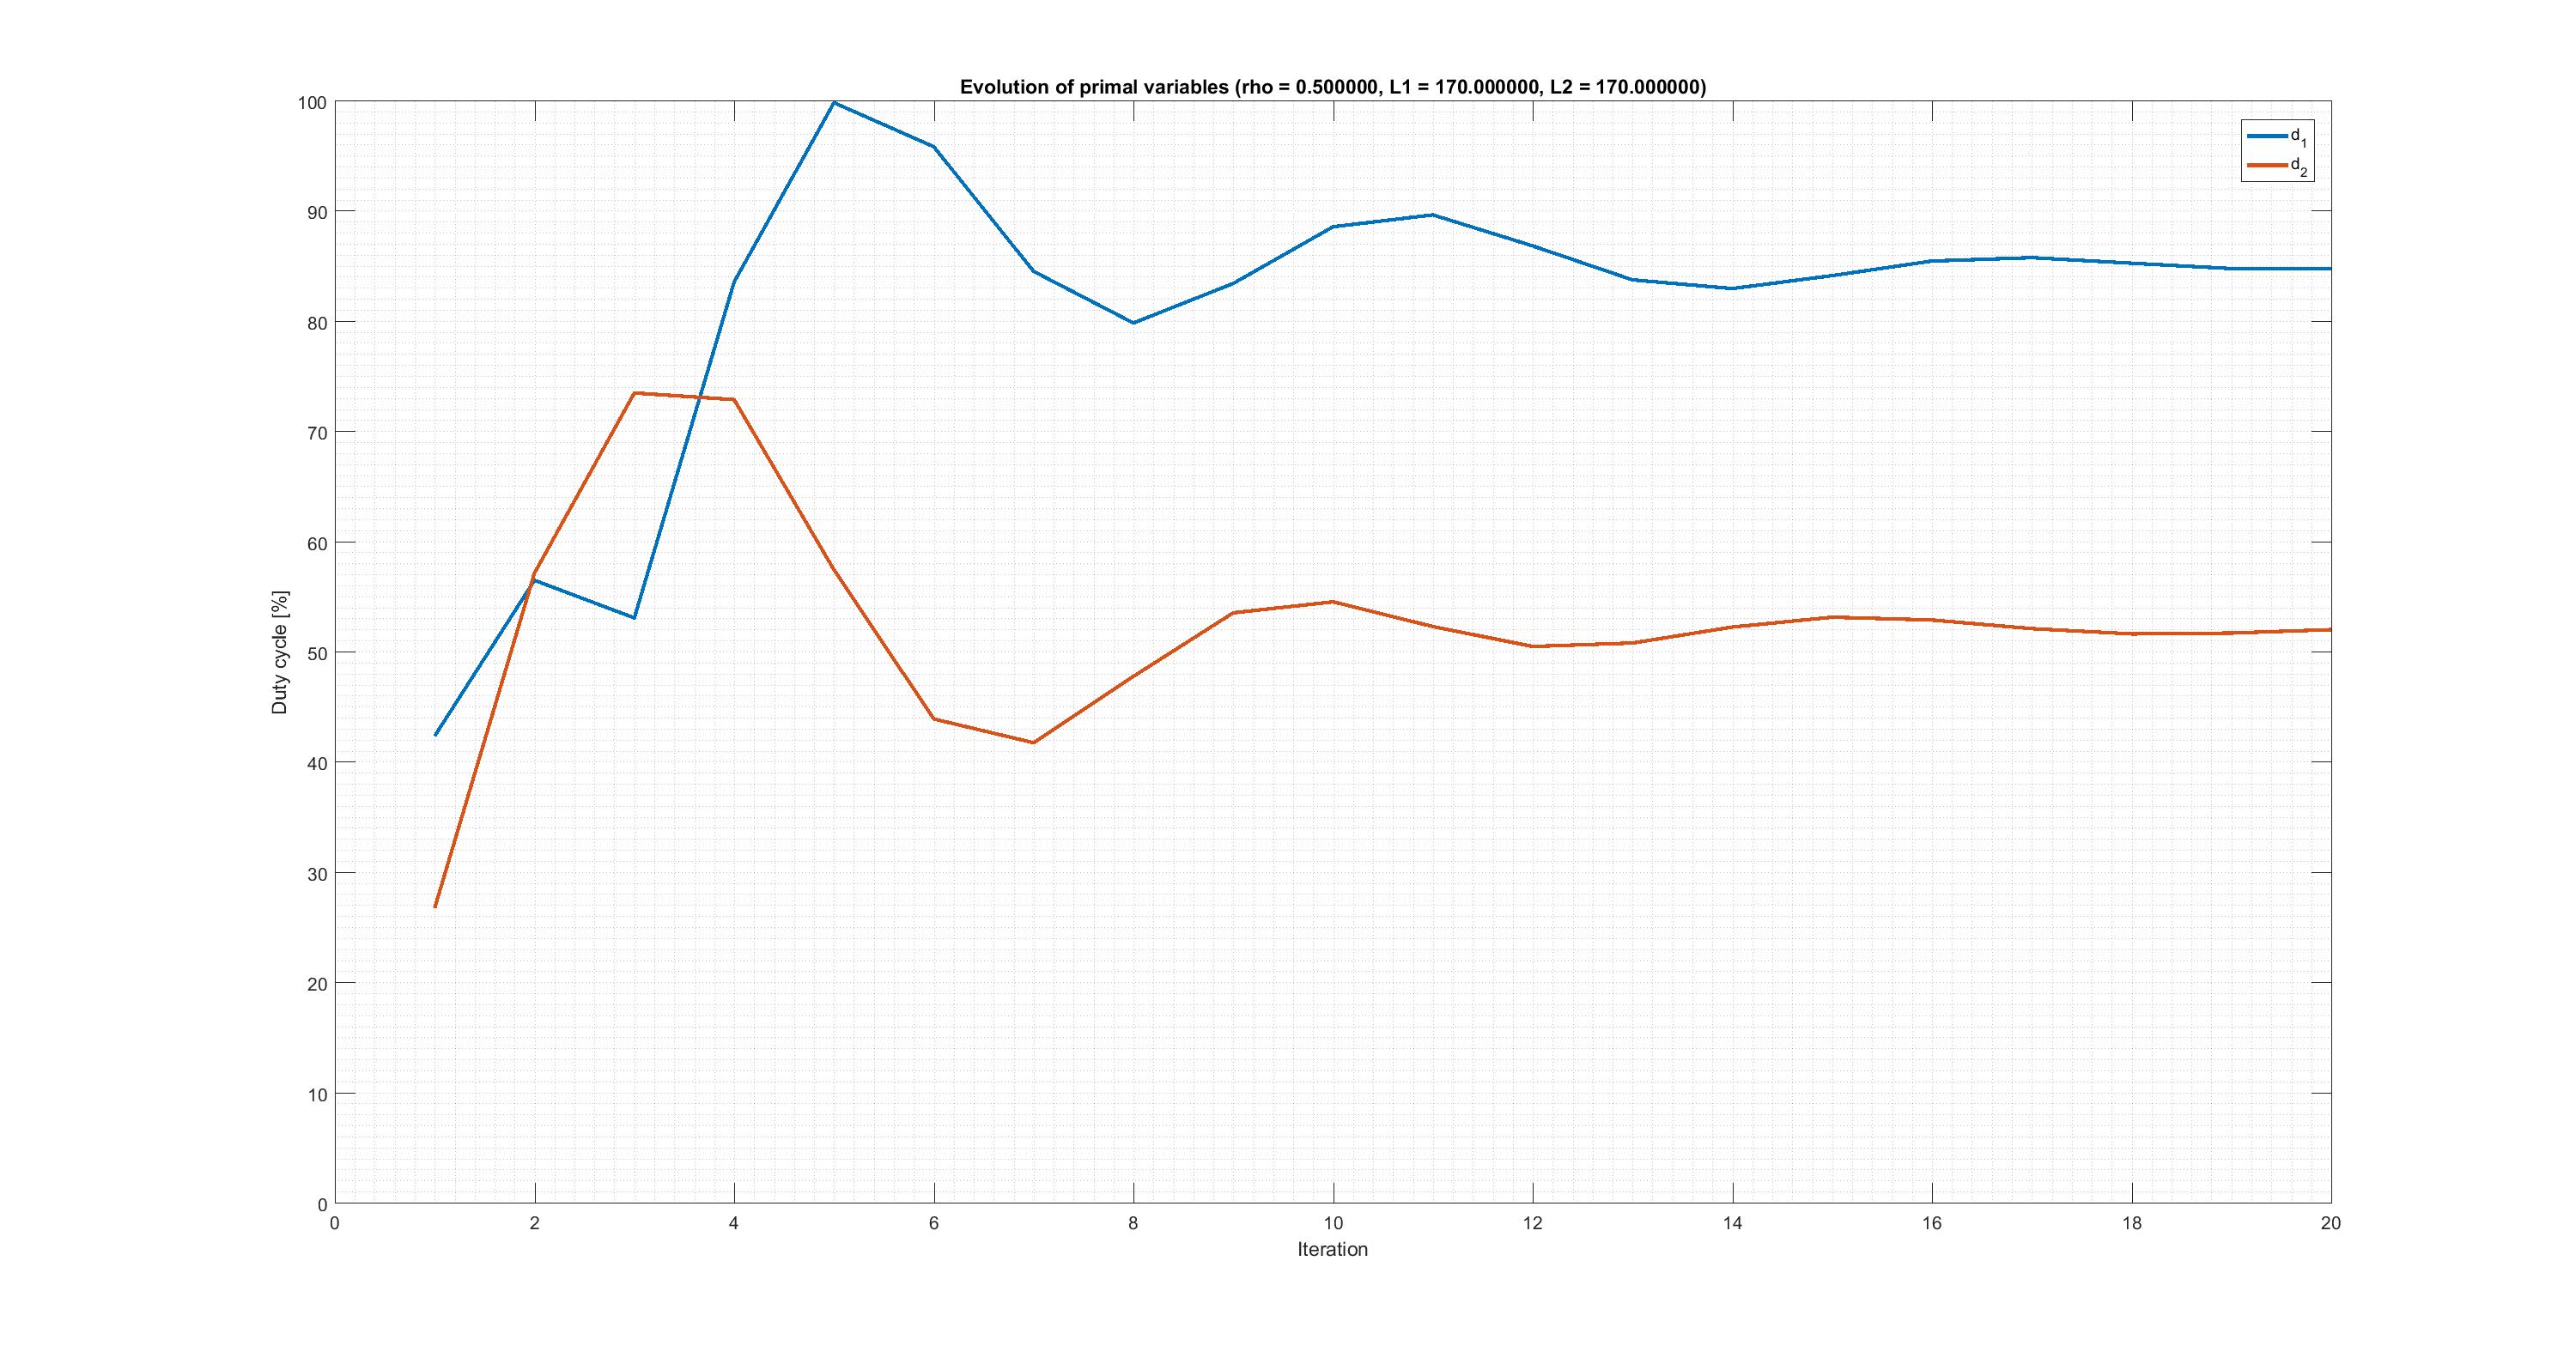 Evolution of primal variables (rho = 0.500000, L1 = 170.000000, L2 = 170.000000)
100
90
80
70
60
50
40
30
20
10
0
Duty cycle [%]
d1
d2
0 2 4 6 8 10 12 14 16 18 20
Iteration